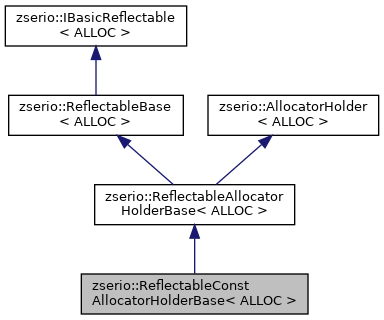 zserio::IBasicReflectable
< ALLOC >
zserio::ReflectableBase
< ALLOC >
zserio::AllocatorHolder
< ALLOC >
zserio::ReflectableAllocator
HolderBase< ALLOC >
zserio::ReflectableConst
AllocatorHolderBase< ALLOC >